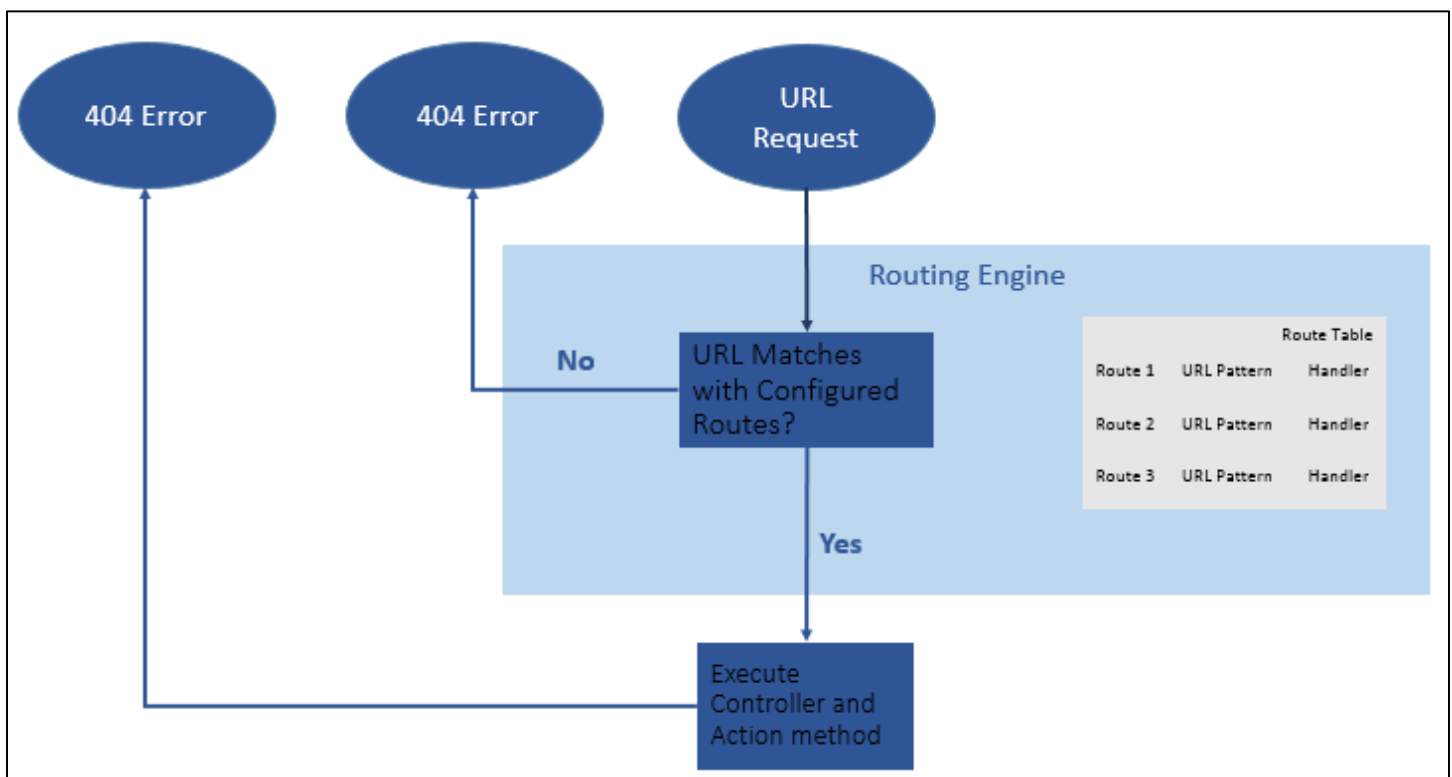 404 Error
404 Error
URL
Request
Routing Engine
No
URL Matches
with Configured
Routes?
Route Table
Route 1 URL Pattern Handler
Route 2 URL Pattern Handler
Route 3 URL Pattern Handler
Yes
Execute
Controller and
Action method